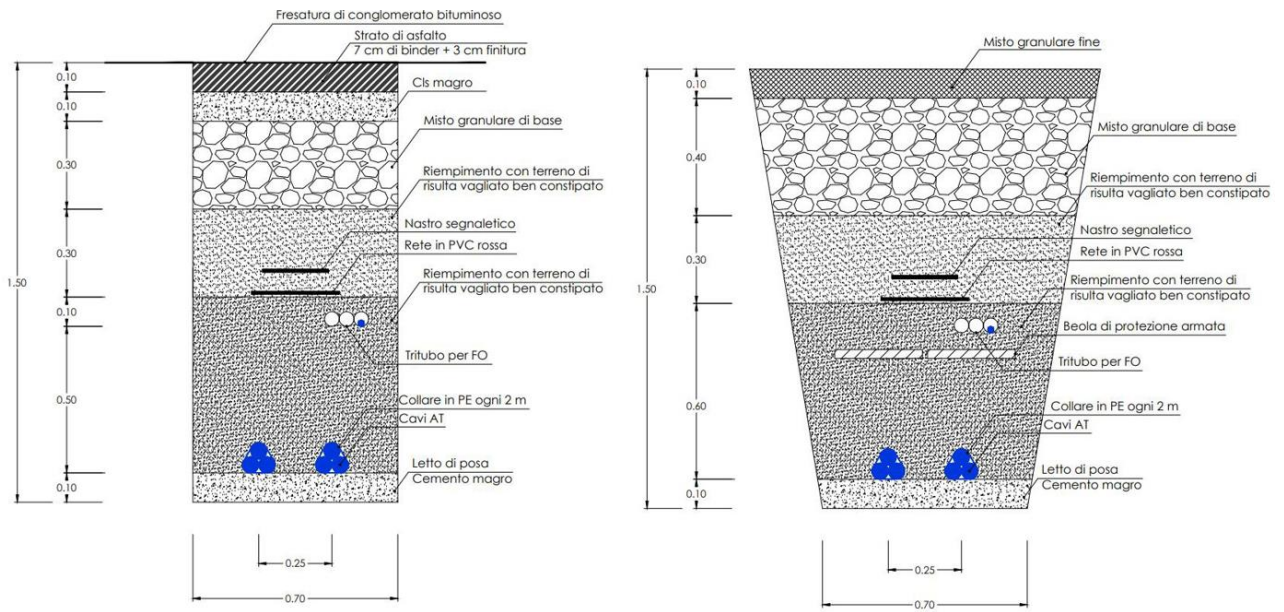 Fresatura di conglomerato bituminoso
Strato di asfalto
7 cm di binder + 3 cm finitura
Cls magro
Misto granulare di base
Riempimento con terreno di
risulta vagliato ben constipato
Nastro segnaletico
Rete in PVC rossa
Riempimento con terreno di
risulta vagliato ben constipato
Tritubo per FO
Collare in PE ogni 2 m
Cavi AT
Letto di posa
Cemento magro
1.50
0.10
0.10
0.30
0.30
0.10
0.50
0.10
0.25
0.70
Misto granulare fine
Misto granulare di base
Riempimento con terreno di
risulta vagliato ben constipato
Nastro segnaletico
Rete in PVC rossa
Riempimento con terreno di
risulta vagliato ben constipato
Beola di protezione armata
Tritubo per FO
Collare in PE ogni 2 m
Cavi AT
Letto di posa
Cemento magro
1.50
0.10
0.40
0.30
0.60
0.10
0.25
0.70